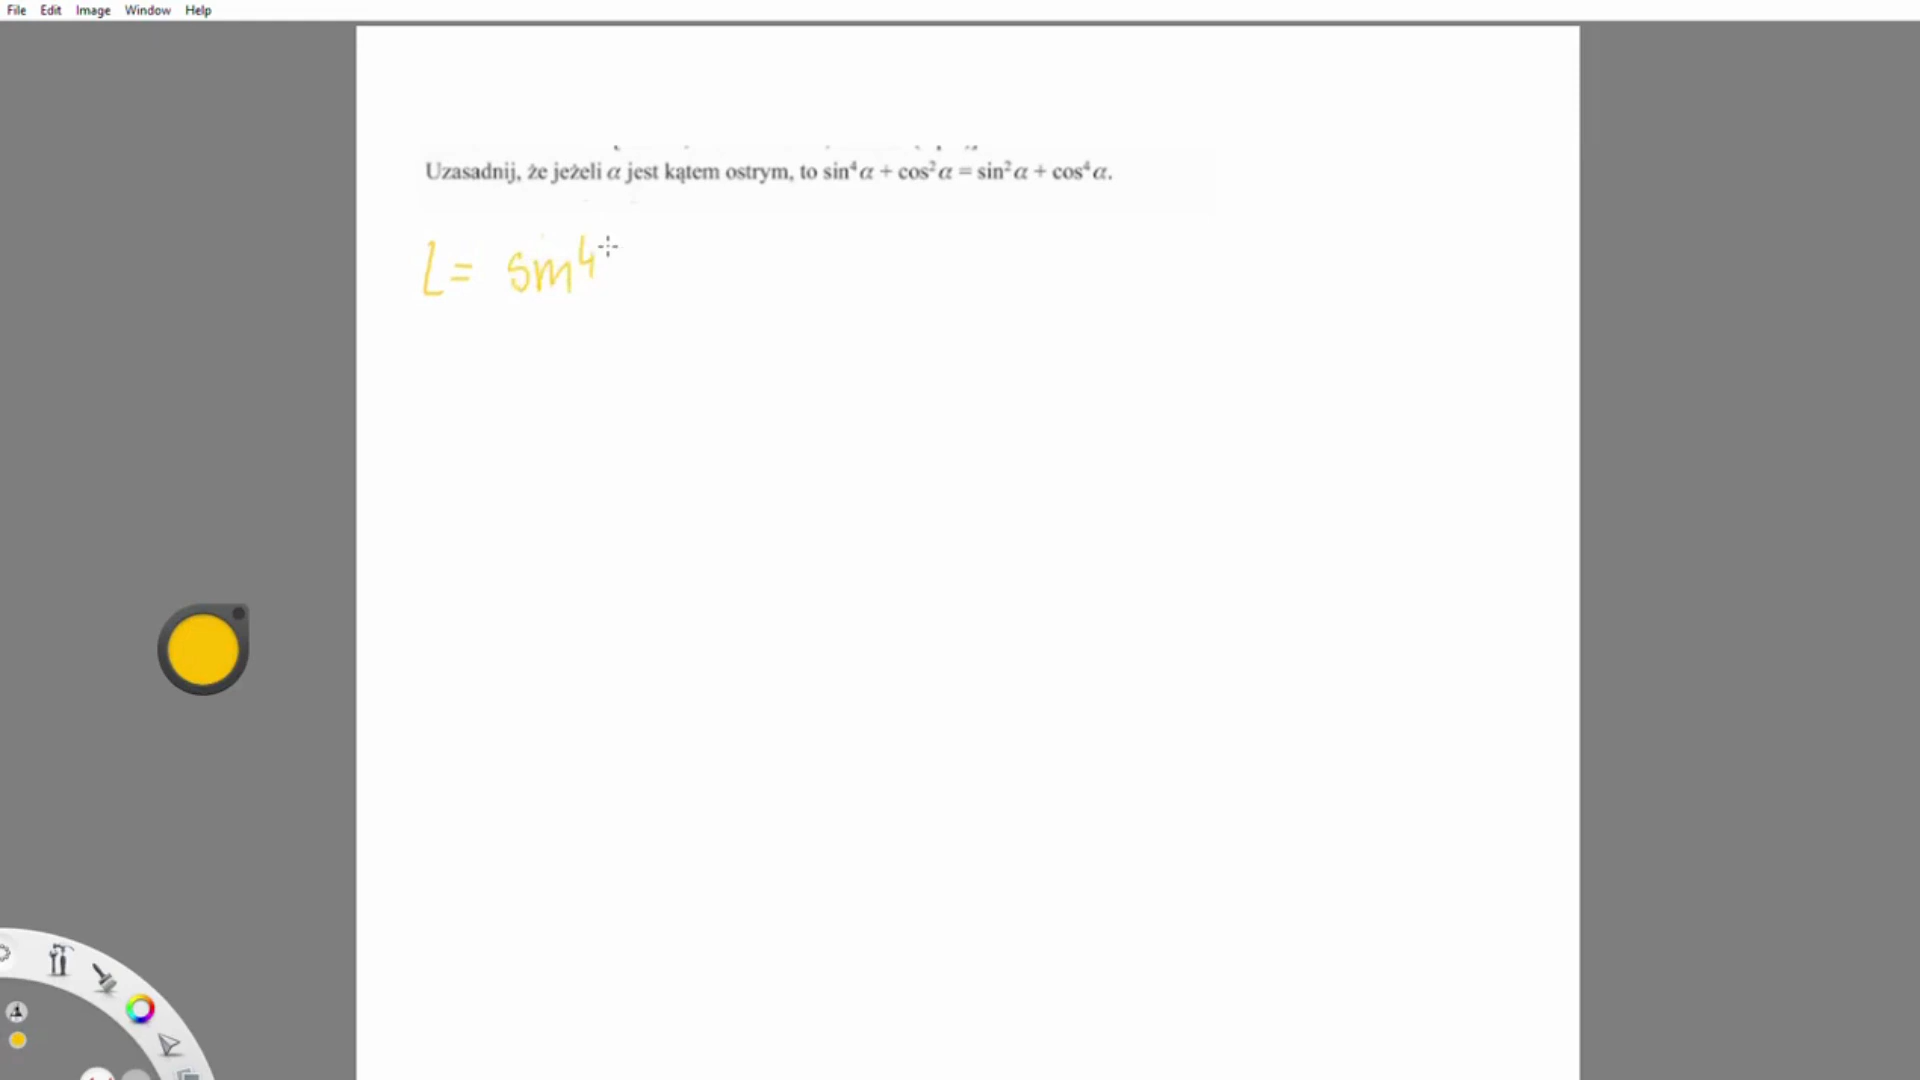 File Edit Image Window Help
Uzasadnij, że jeżeli α jest kątem ostrym, to sin⁴α + cos²α = sin²α + cos⁴α.
L = sin⁴